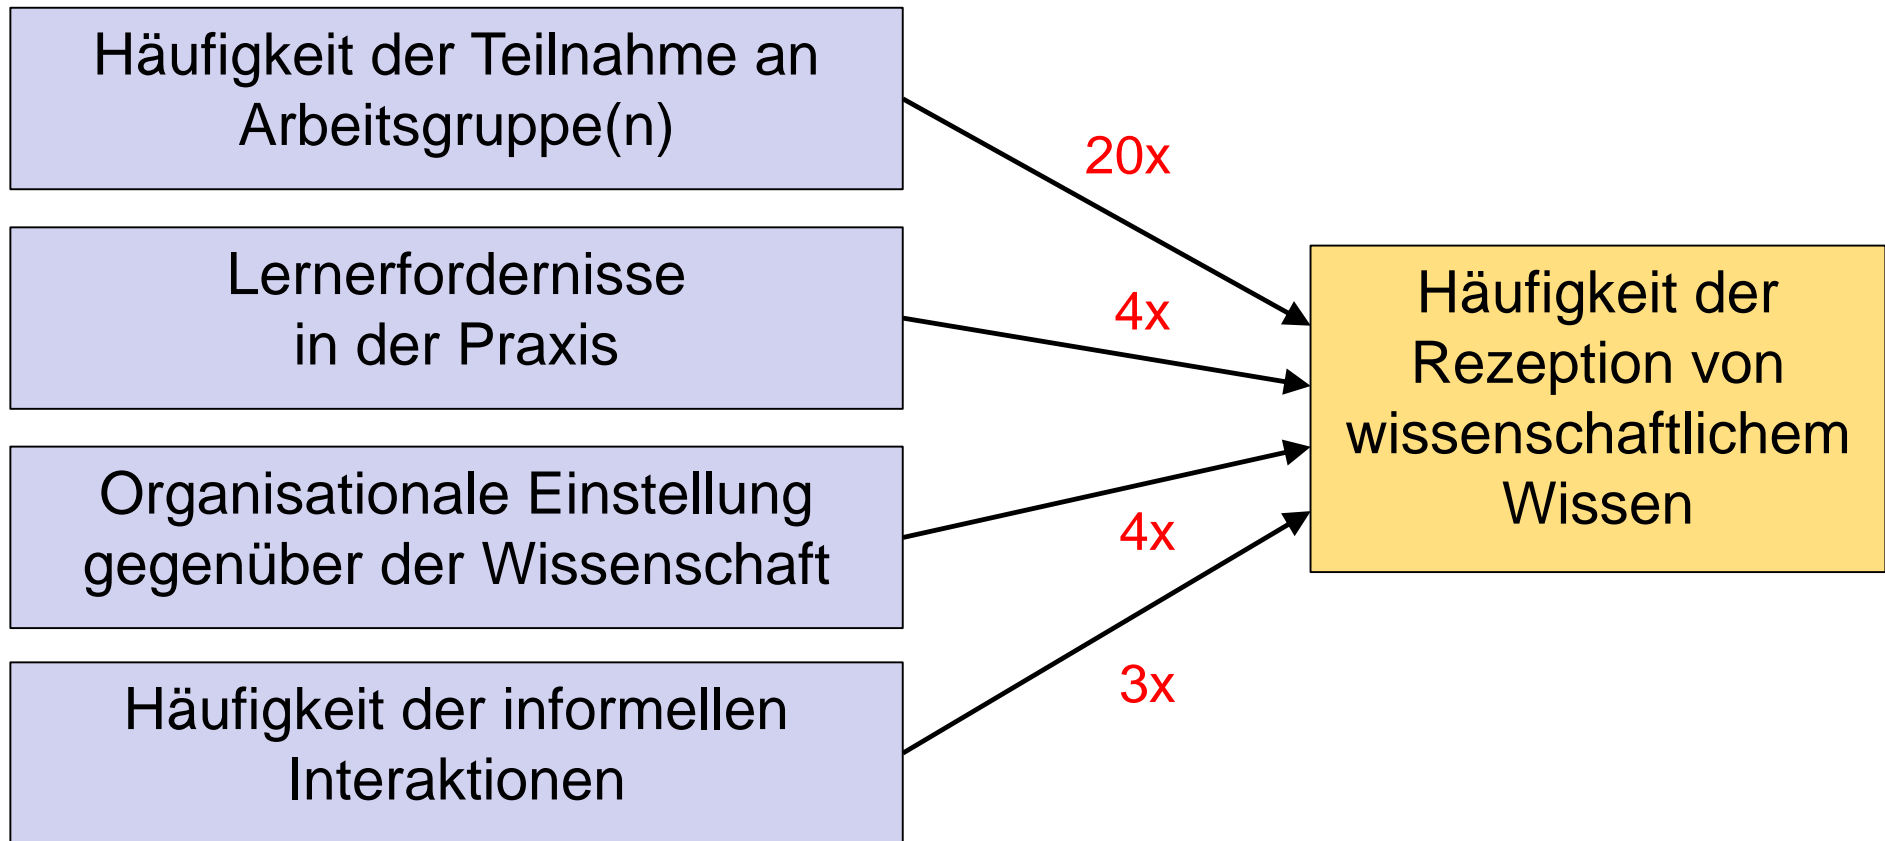 Häufigkeit der Teilnahme an
Arbeitsgruppe(n)
20x
Lernerfordernisse
in der Praxis
4x
Organisationale Einstellung
gegenüber der Wissenschaft
4x
Häufigkeit der informellen
Interaktionen
3x
Häufigkeit der
Rezeption von
wissenschaftlichem
Wissen